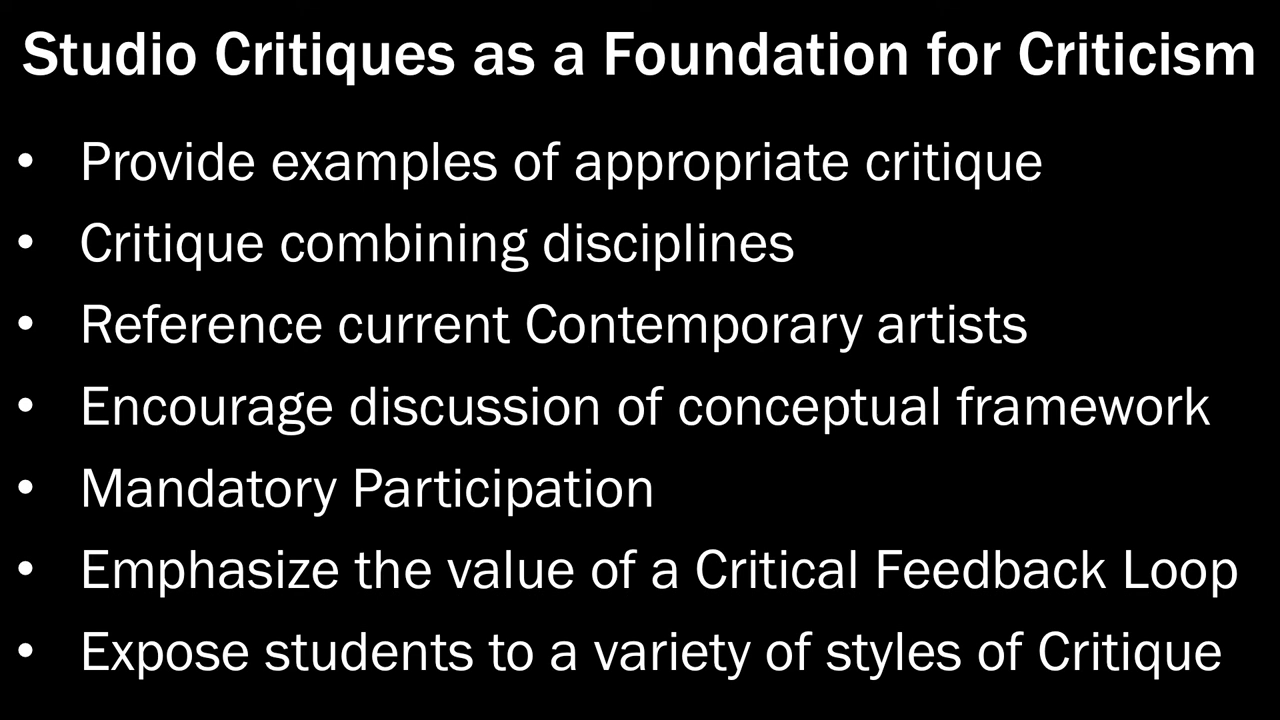 Studio Critiques as a Foundation for Criticism
• Provide examples of appropriate critique
• Critique combining disciplines
• Reference current Contemporary artists
• Encourage discussion of conceptual framework
• Mandatory Participation
• Emphasize the value of a Critical Feedback Loop
• Expose students to a variety of styles of Critique